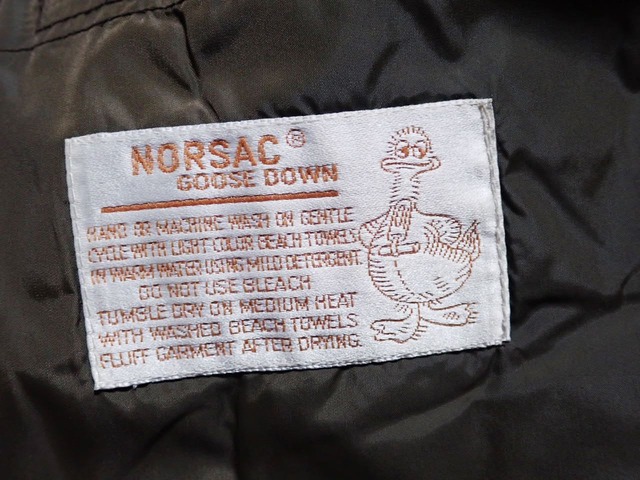 NORSAC®
GOOSE DOWN
HAND OR MACHINE WASH ON GENTLE
CYCLE WITH LIGHT COLOR BEACH TOWELS
IN WARM WATER USING MILD DETERGENT.
DO NOT USE BLEACH
TUMBLE DRY ON MEDIUM HEAT
WITH WASHED BEACH TOWELS
FLUFF GARMENT AFTER DRYING.